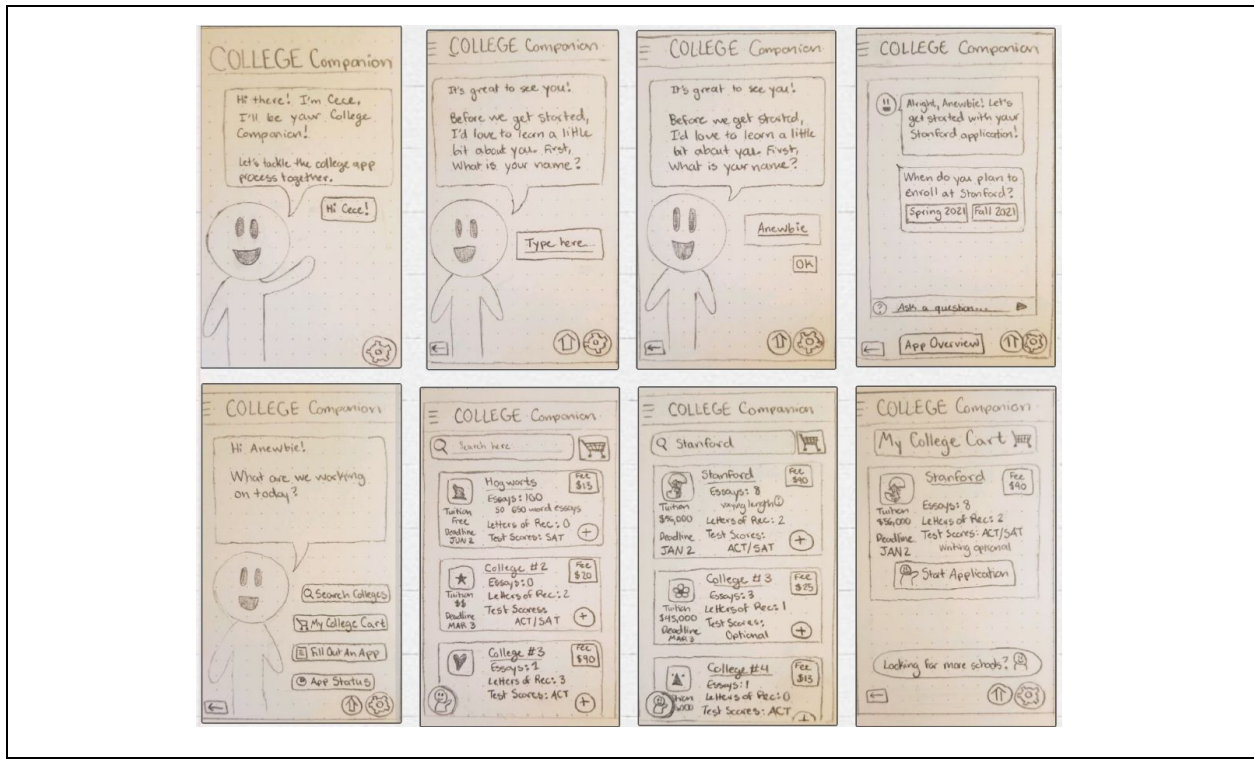 COLLEGE Companion
Hi there! I'm Cece,
I'll be your College
Companion!
Let's tackle the college app
process together.
Hi Cece!
COLLEGE Companion
It's great to see you!
Before we get started,
I'd love to learn a little
bit about you. First,
What is your name?
Type here...
COLLEGE Companion
It's great to see you!
Before we get started,
I'd love to learn a little
bit about you. First,
What is your name?
Anewbie
OK
COLLEGE Companion
Alright, Anewbie! Let's
get started with your
Stanford application!
When do you plan to
enroll at Stanford?
Spring 2021 Fall 2021
? Ask a question...
App Overview
COLLEGE Companion
Hi Anewbie!
What are we working
on today?
Search Colleges
My College Cart
Fill Out An App
App Status
COLLEGE Companion
Search here
Hogwarts
Fee
$15
Essays: 100
50 650 word essays
Tuition
Free
Letters of Rec: 0
Deadline
JUN 2
Test Scores: SAT
+
College #2
Fee
$20
Essays: 0
Tuition
$$
Letters of Rec: 2
Deadline
MAR 3
Test Scores
ACT/SAT
+
College #3
Fee
$90
Essays: 1
Letters of Rec: 3
Test Scores: ACT
+
COLLEGE Companion
Stanford
Stanford
Fee
$90
Essays: 8
varying length
Tuition
$56,000
Letters of Rec: 2
Deadline
JAN 2
Test Scores:
ACT/SAT
+
College #3
Fee
$75
Essays: 3
Tuition
$45,000
Letters of Rec: 1
Deadline
Test Scores:
Optional
+
College #4
Fee
$13
Essays: 1
Letters of Rec: 0
Test Scores: ACT
COLLEGE Companion
My College Cart
Stanford
Fee
$90
Essays: 8
Tuition
$56,000
Letters of Rec: 2
Deadline
JAN 2
Test Scores: ACT/SAT
Writing optional
Start Application
Looking for more schools?